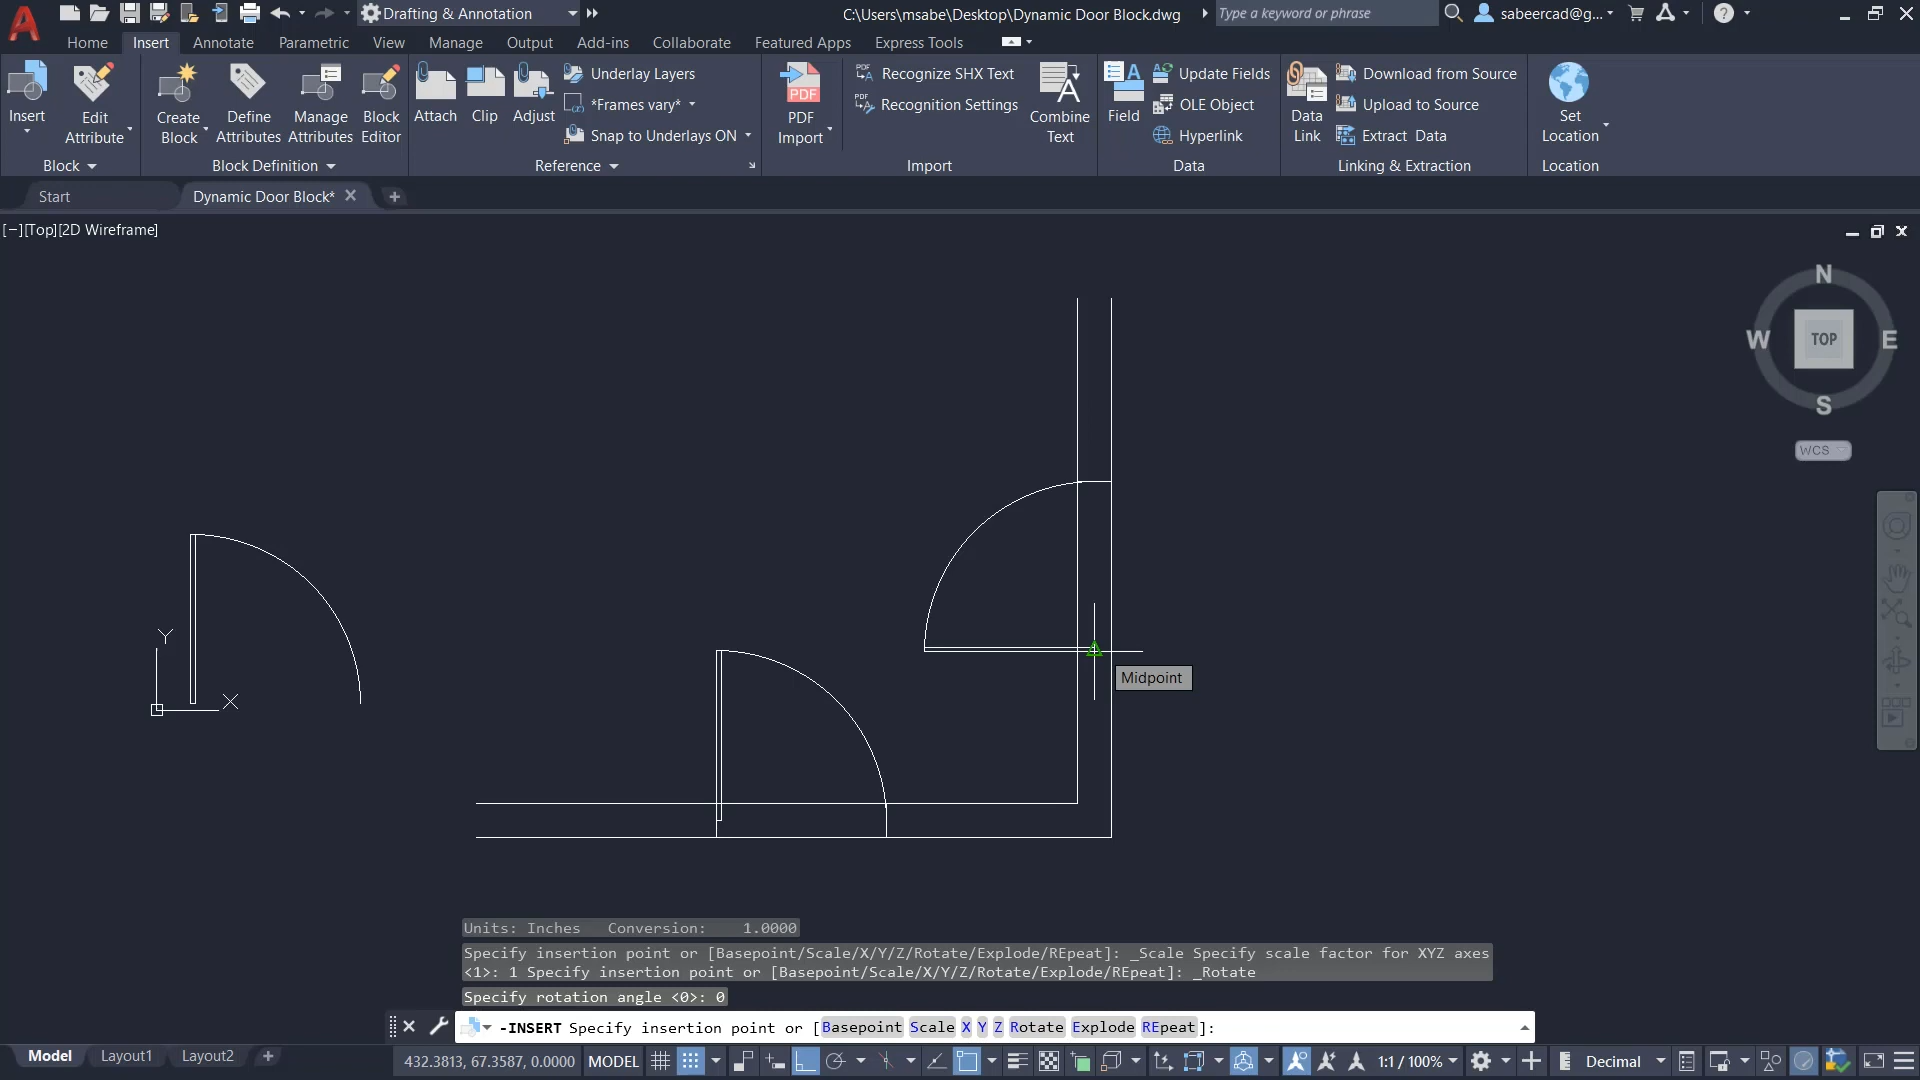 Drafting & Annotation
C:\Users\msabe\Desktop\Dynamic Door Block.dwg
Type a keyword or phrase
sabeercad@g...
Home Insert Annotate Parametric View Manage Output Add-ins Collaborate Featured Apps Express Tools
Insert
Edit
Attribute
Create
Block
Define
Attributes
Manage
Attributes
Block
Editor
Attach
Clip
Adjust
Underlay Layers
*Frames vary*
Snap to Underlays ON
PDF
PDF
Import
Recognize SHX Text
Recognition Settings
Combine
Text
Field
Update Fields
OLE Object
Hyperlink
Data
Link
Download from Source
Upload to Source
Extract Data
Set
Location
Block
Block Definition
Reference
Import
Data
Linking & Extraction
Location
Start
Dynamic Door Block*
[−][Top][2D Wireframe]
N
W
TOP
E
S
WCS
Y
X
Midpoint
Units: Inches Conversion: 1.0000
Specify insertion point or [Basepoint/Scale/X/Y/Z/Rotate/Explode/REpeat]: _Scale Specify scale factor for XYZ axes
<1>: 1 Specify insertion point or [Basepoint/Scale/X/Y/Z/Rotate/Explode/REpeat]: _Rotate
Specify rotation angle <0>: 0
-INSERT Specify insertion point or [Basepoint Scale X Y Z Rotate Explode REpeat]:
Model Layout1 Layout2
432.3813, 67.3587, 0.0000 MODEL
1:1 / 100%
Decimal